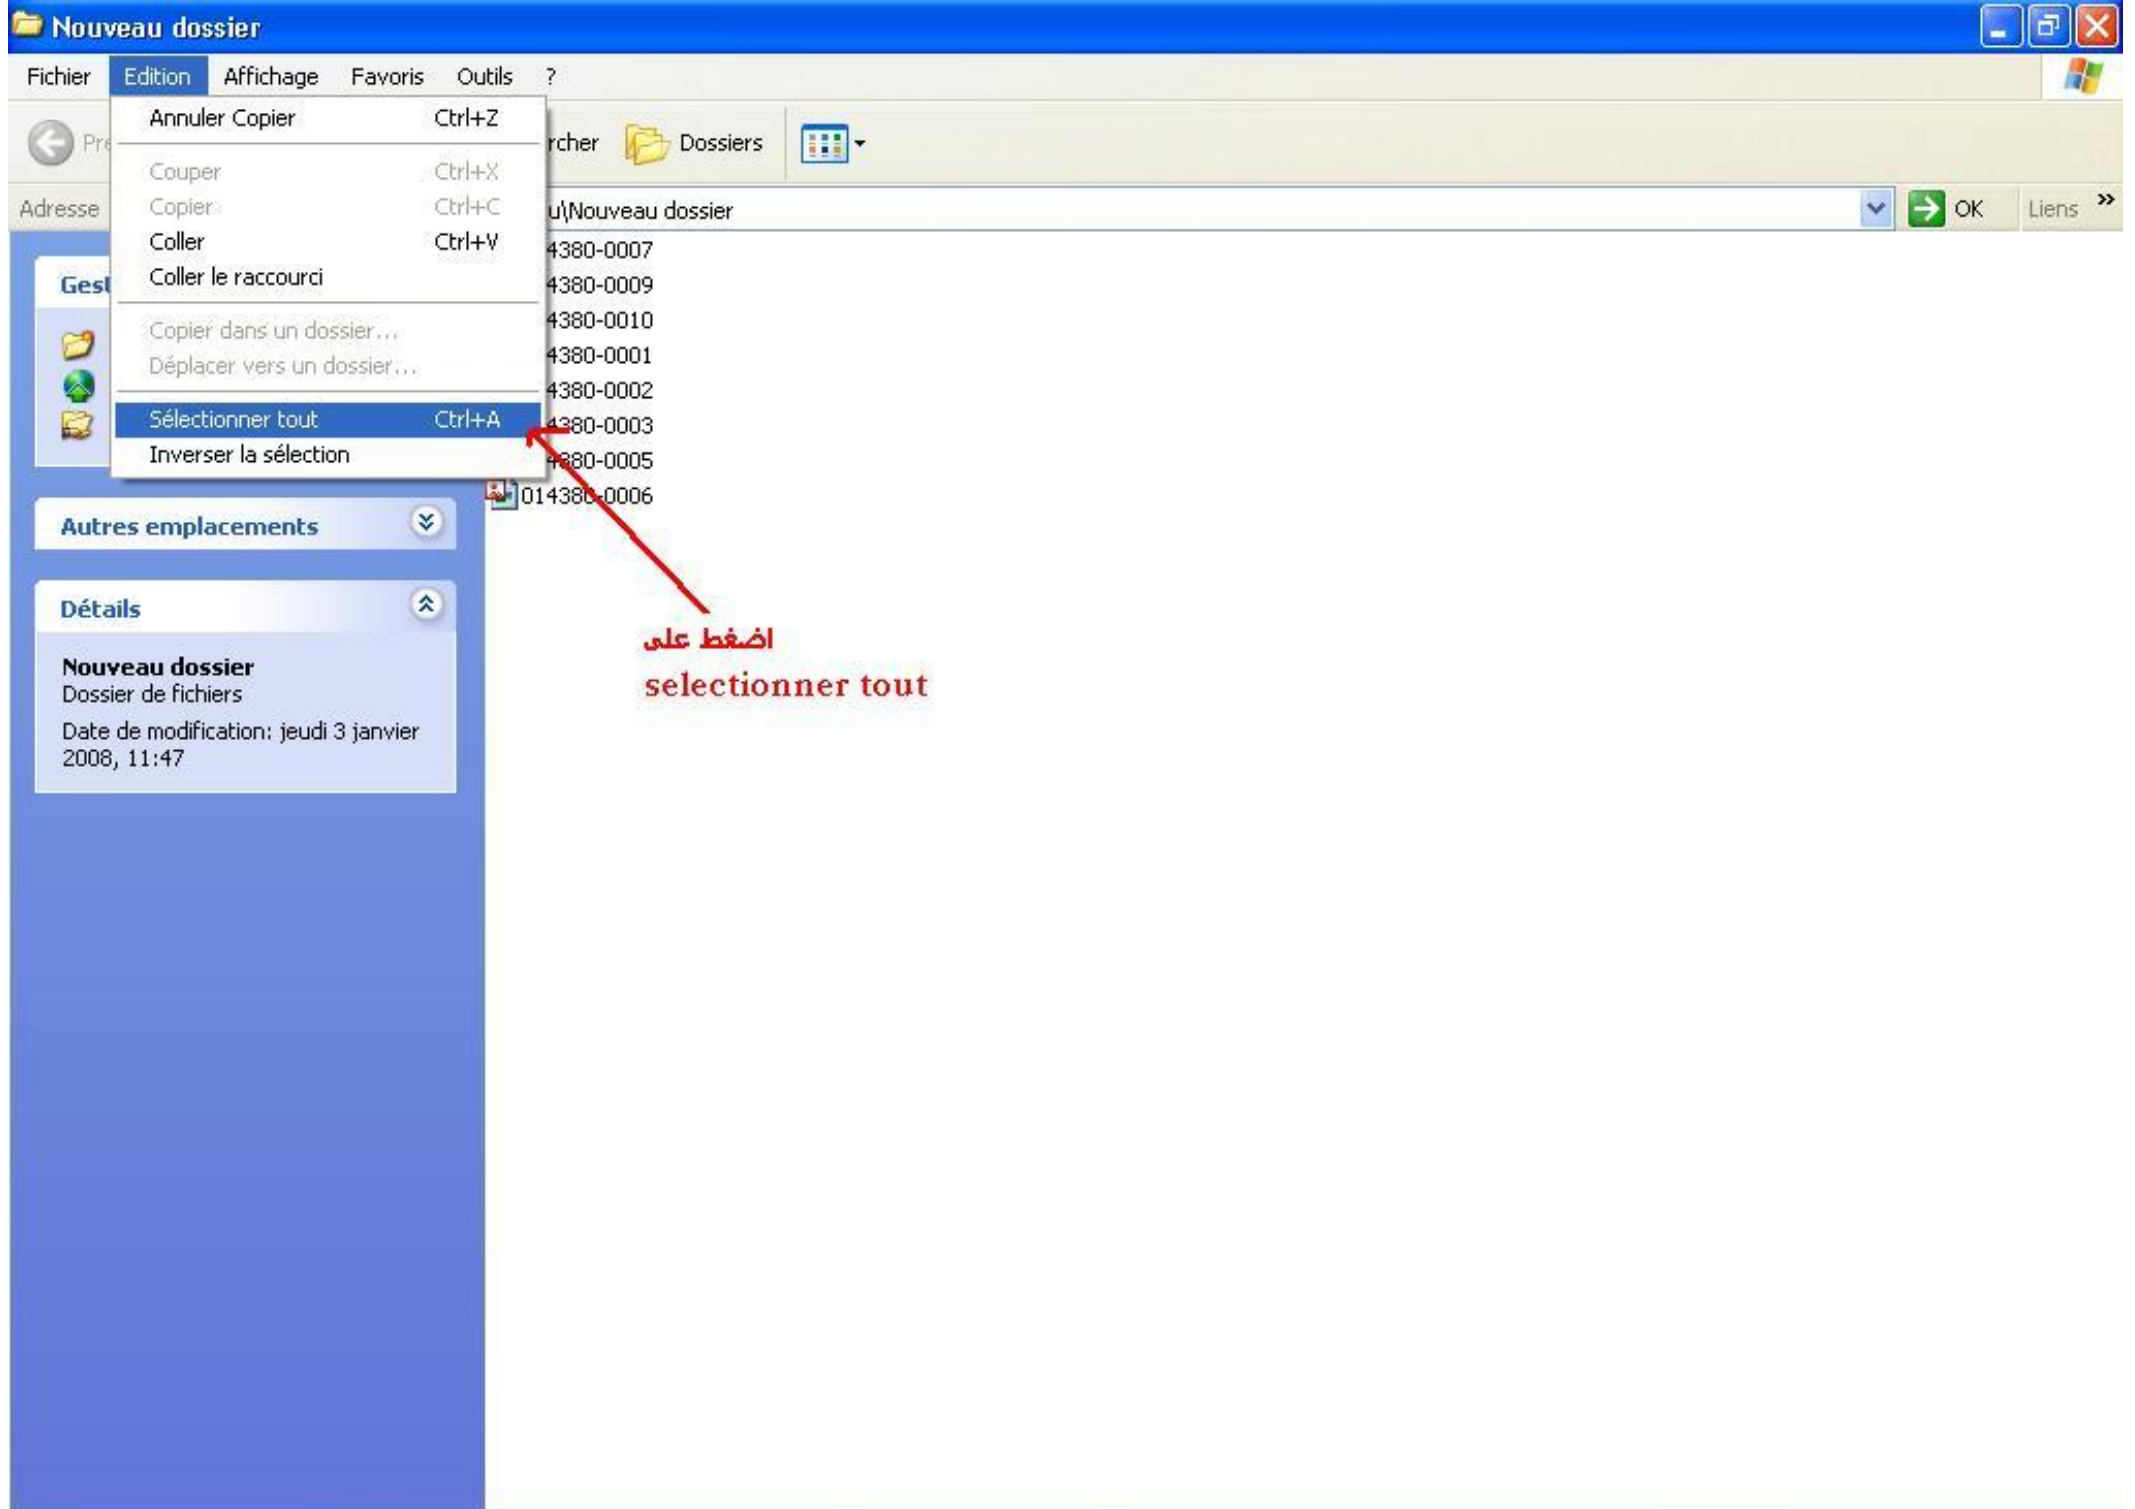 Nouveau dossier
Fichier Edition Affichage Favoris Outils ?
Annuler Copier Ctrl+Z
Couper Ctrl+X
Copier Ctrl+C
Coller Ctrl+V
Coller le raccourci
Copier dans un dossier...
Déplacer vers un dossier...
Sélectionner tout Ctrl+A
Inverser la sélection
Dossiers
Adresse
\Nouveau dossier
OK Liens
4380-0007
4380-0009
4380-0010
4380-0001
4380-0002
4380-0003
4380-0005
014380-0006
Autres emplacements
Détails
Nouveau dossier
Dossier de fichiers
Date de modification: jeudi 3 janvier
2008, 11:47
اضغط على
selectionner tout